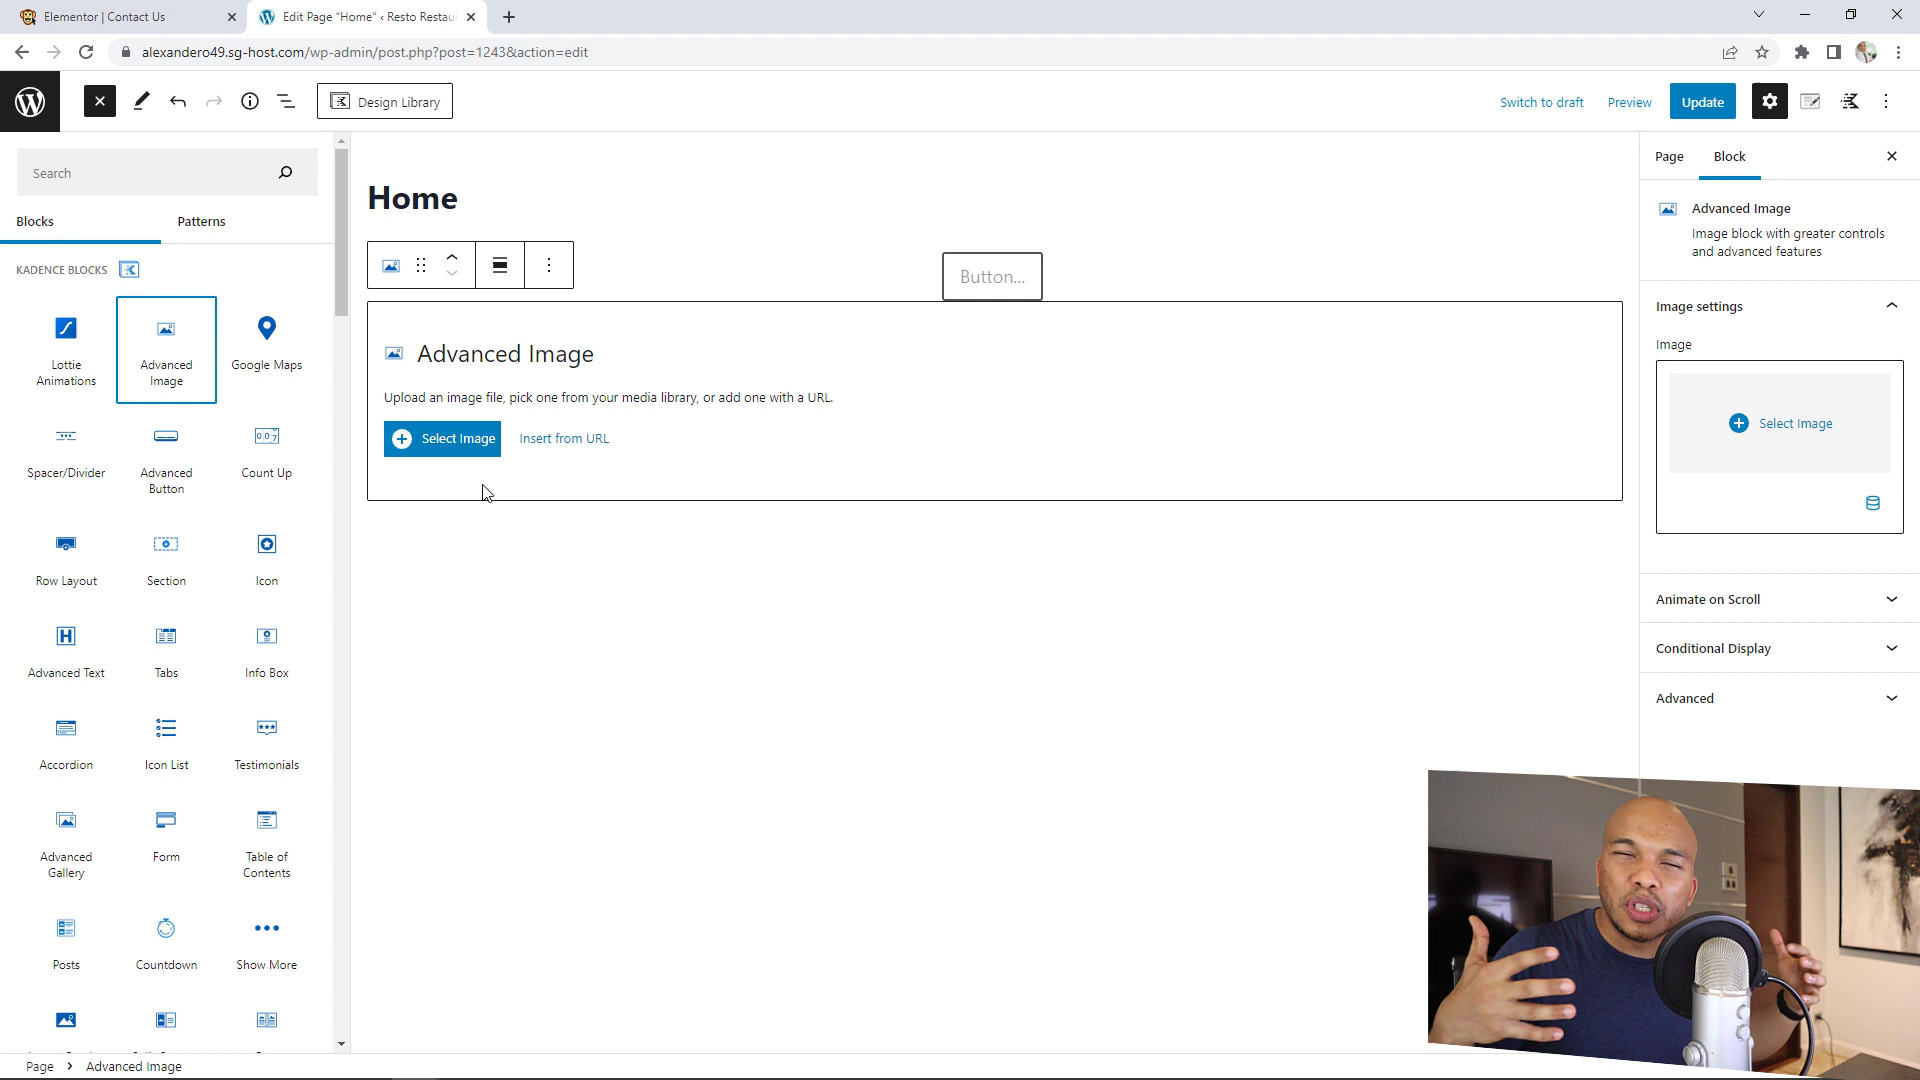 Elementor | Contact Us
Edit Page “Home” ‹ Resto Restau
alexandero49.sg-host.com/wp-admin/post.php?post=1243&action=edit
Design Library
Switch to draft
Preview
Update
Search
Blocks
Patterns
KADENCE BLOCKS
Lottie
Animations
Advanced
Image
Google Maps
Spacer/Divider
Advanced
Button
Count Up
Row Layout
Section
Icon
Advanced Text
Tabs
Info Box
Accordion
Icon List
Testimonials
Advanced
Gallery
Form
Table of
Contents
Posts
Countdown
Show More
Home
Button...
Advanced Image
Upload an image file, pick one from your media library, or add one with a URL.
Select Image
Insert from URL
Page
Block
Advanced Image
Image block with greater controls
and advanced features
Image settings
Image
Select Image
Animate on Scroll
Conditional Display
Advanced
Page
Advanced Image